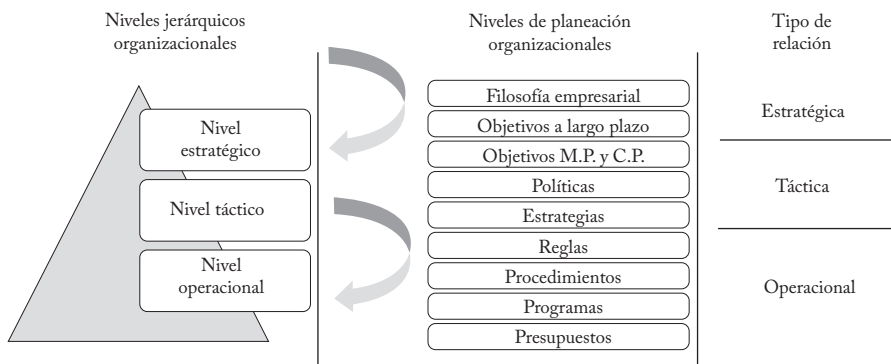 Niveles jerárquicos
organizacionales
Nivel
estratégico
Nivel táctico
Nivel
operacional
Niveles de planeación
organizacionales
Filosofía empresarial
Objetivos a largo plazo
Objetivos M.P. y C.P.
Políticas
Estrategias
Reglas
Procedimientos
Programas
Presupuestos
Tipo de
relación
Estratégica
Táctica
Operacional